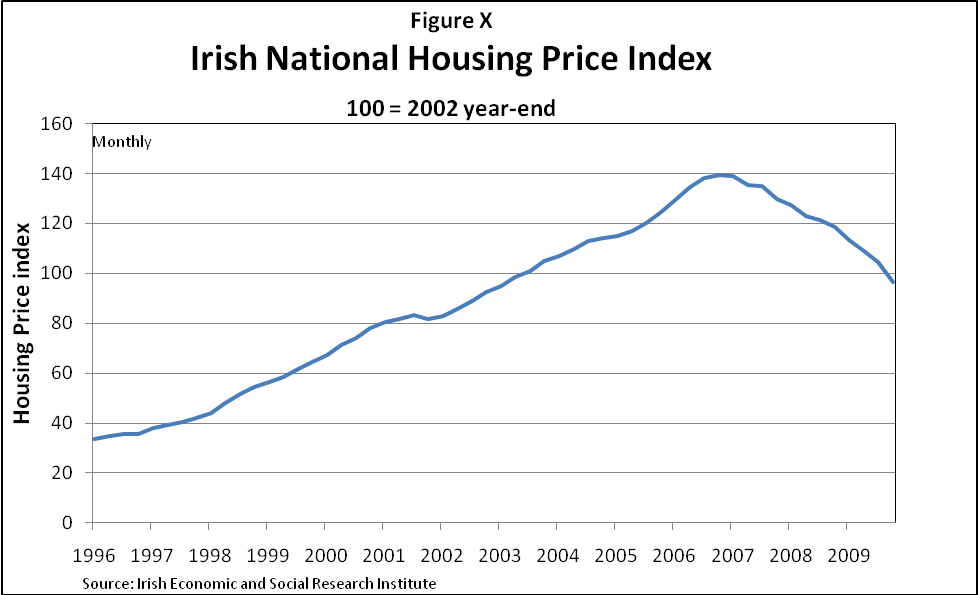 Figure X
Irish National Housing Price Index
100 = 2002 year-end
Monthly
Housing Price index
160
140
120
100
80
60
40
20
0
1996 1997 1998 1999 2000 2001 2002 2003 2004 2005 2006 2007 2008 2009
Source: Irish Economic and Social Research Institute